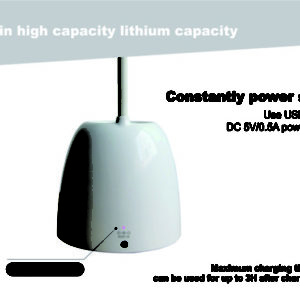 in high capacity lithium capacity
Constantly power s
Use US
DC 5V/0.5A pow
Maximum charging t
can be used for up to 3H after char